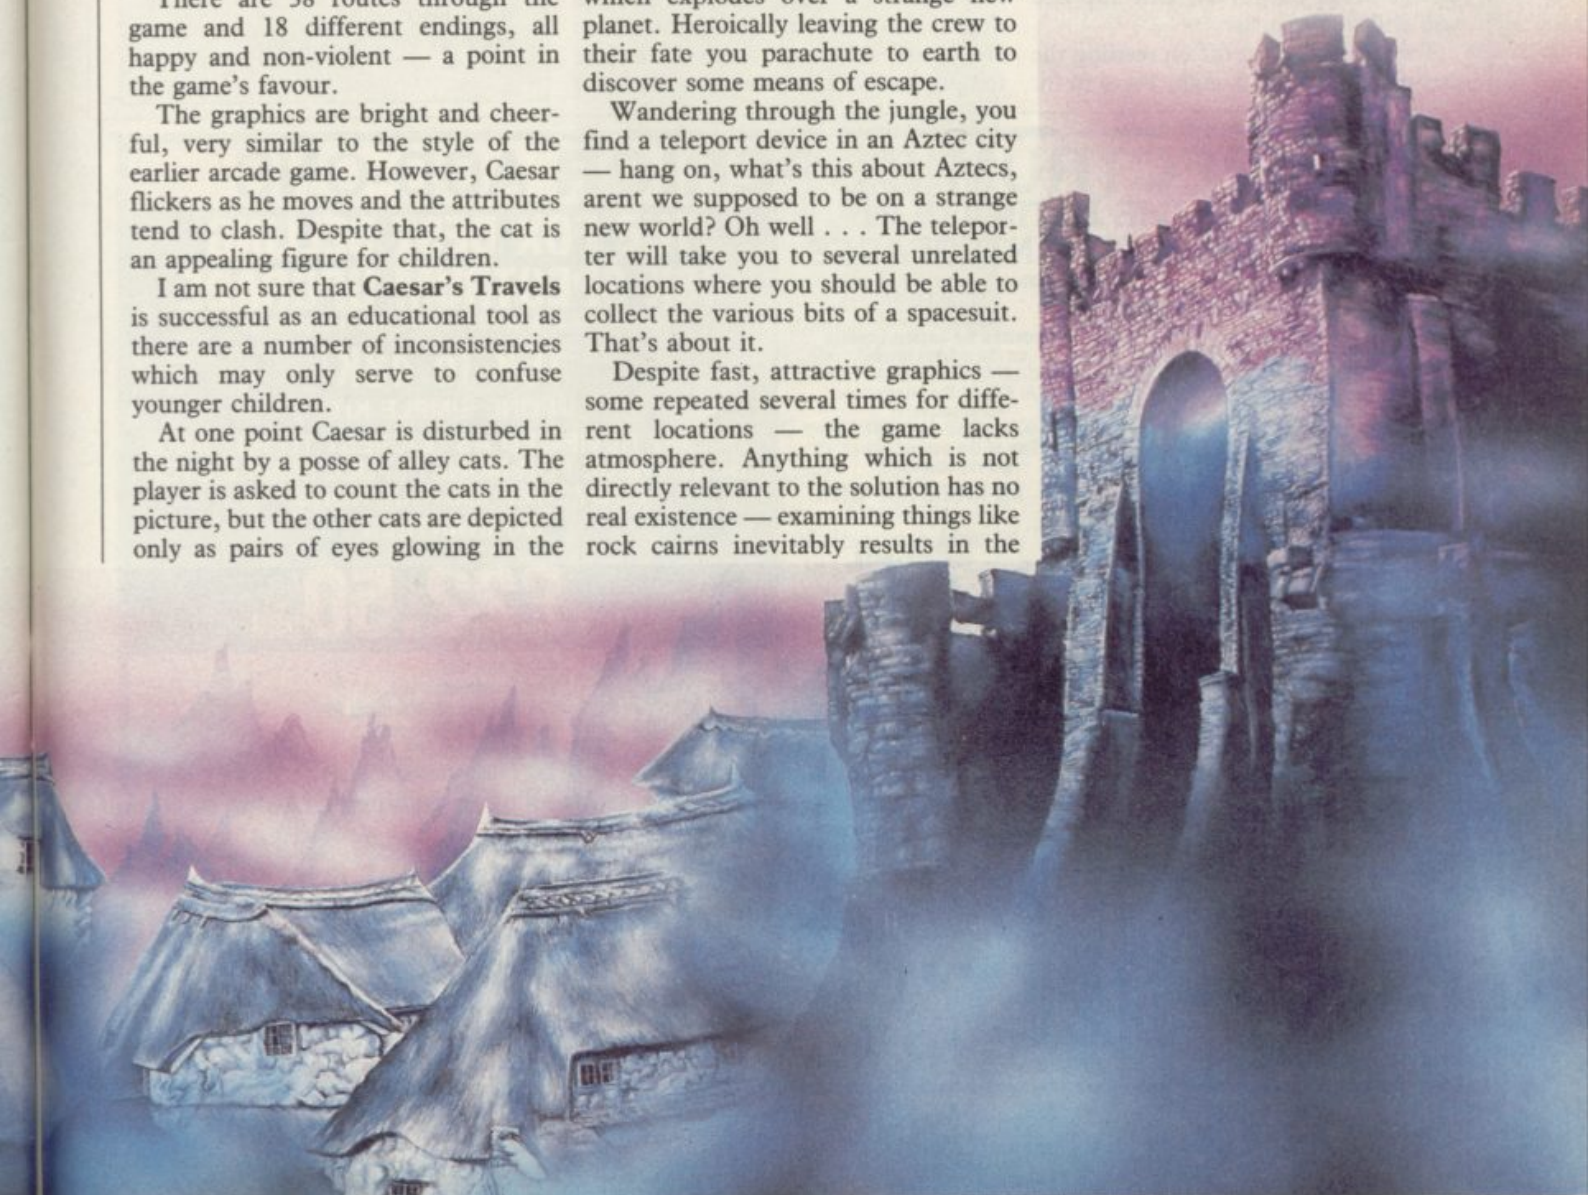 There are 38 routes through the
game and 18 different endings, all
happy and non-violent — a point in
the game's favour.
The graphics are bright and cheer-
ful, very similar to the style of the
earlier arcade game. However, Caesar
flickers as he moves and the attributes
tend to clash. Despite that, the cat is
an appealing figure for children.
I am not sure that Caesar's Travels
is successful as an educational tool as
there are a number of inconsistencies
which may only serve to confuse
younger children.
At one point Caesar is disturbed in
the night by a posse of alley cats. The
player is asked to count the cats in the
picture, but the other cats are depicted
only as pairs of eyes glowing in the
which explodes over a strange new
planet. Heroically leaving the crew to
their fate you parachute to earth to
discover some means of escape.
Wandering through the jungle, you
find a teleport device in an Aztec city
— hang on, what's this about Aztecs,
arent we supposed to be on a strange
new world? Oh well . . . The telepor-
ter will take you to several unrelated
locations where you should be able to
collect the various bits of a spacesuit.
That's about it.
Despite fast, attractive graphics —
some repeated several times for diffe-
rent locations — the game lacks
atmosphere. Anything which is not
directly relevant to the solution has no
real existence — examining things like
rock cairns inevitably results in the